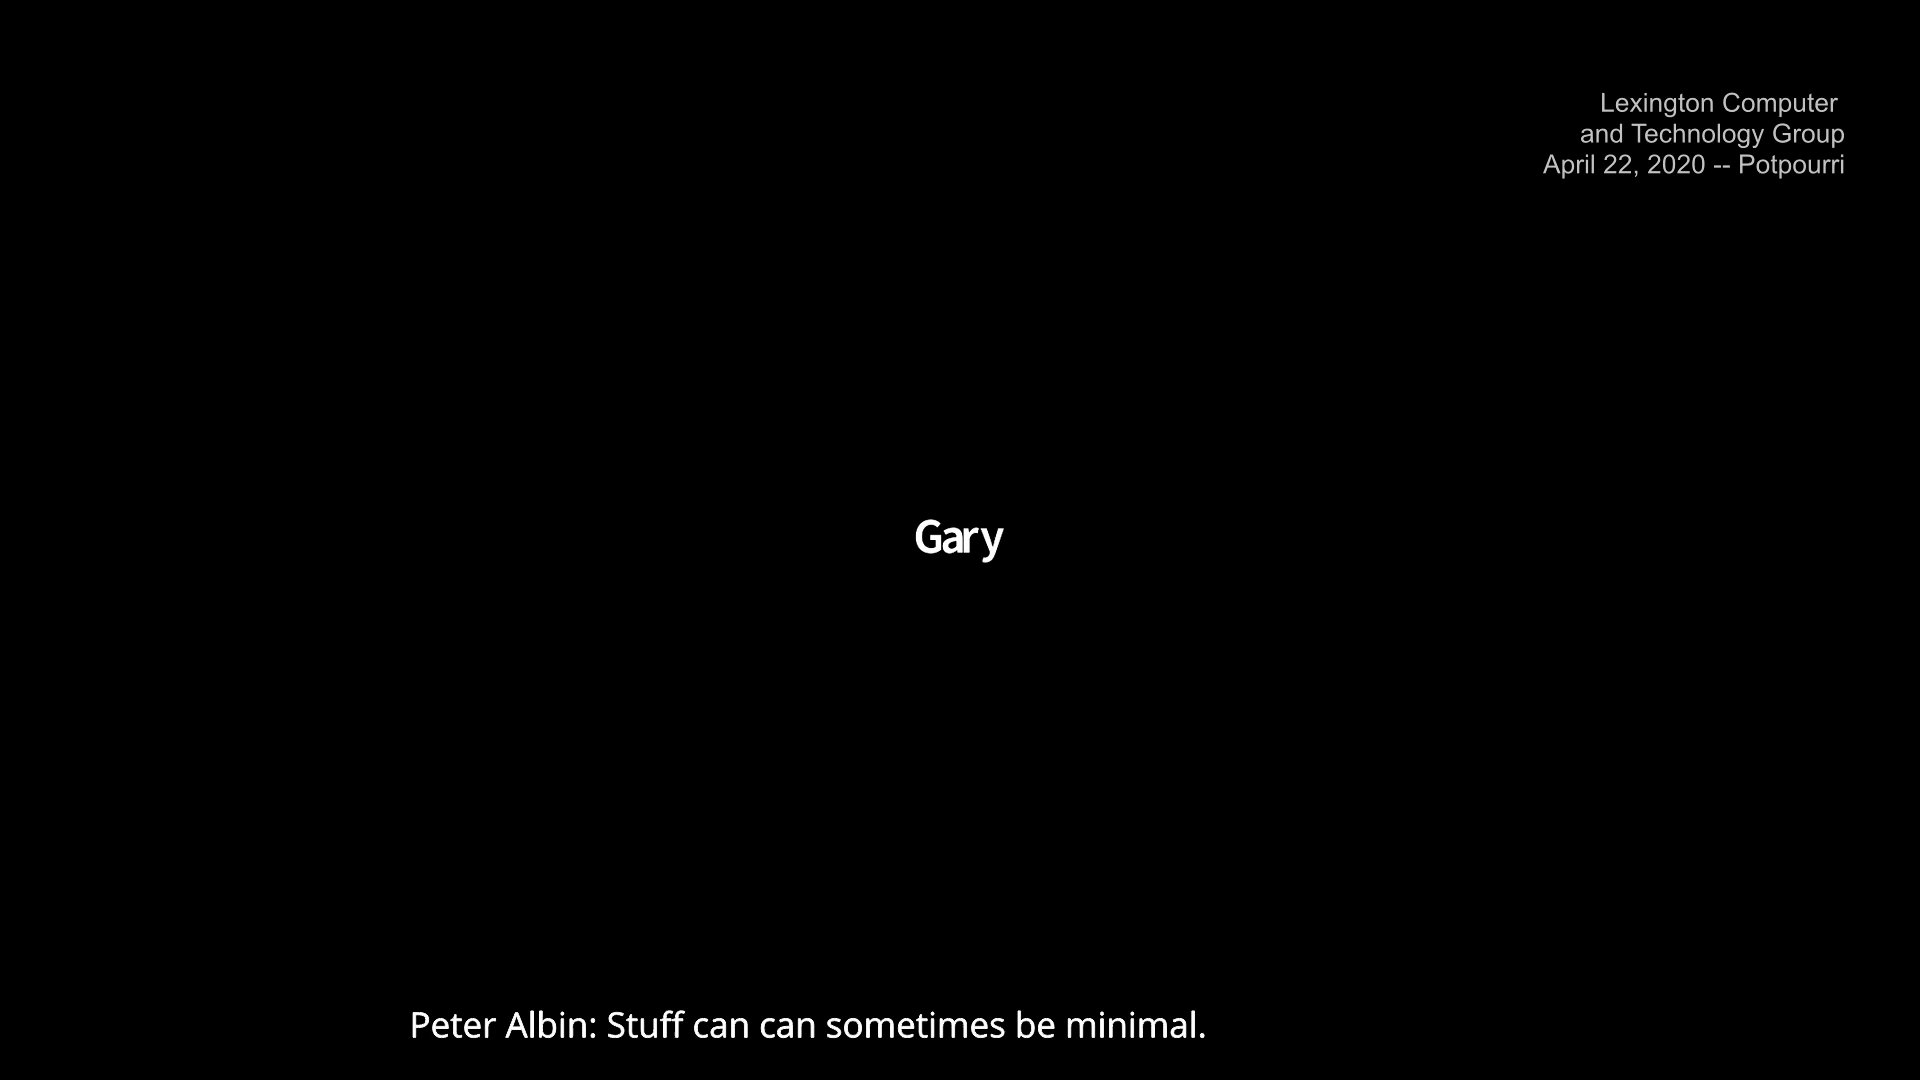 Lexington Computer
and Technology Group
April 22, 2020 -- Potpourri
Gary
Peter Albin: Stuff can can sometimes be minimal.